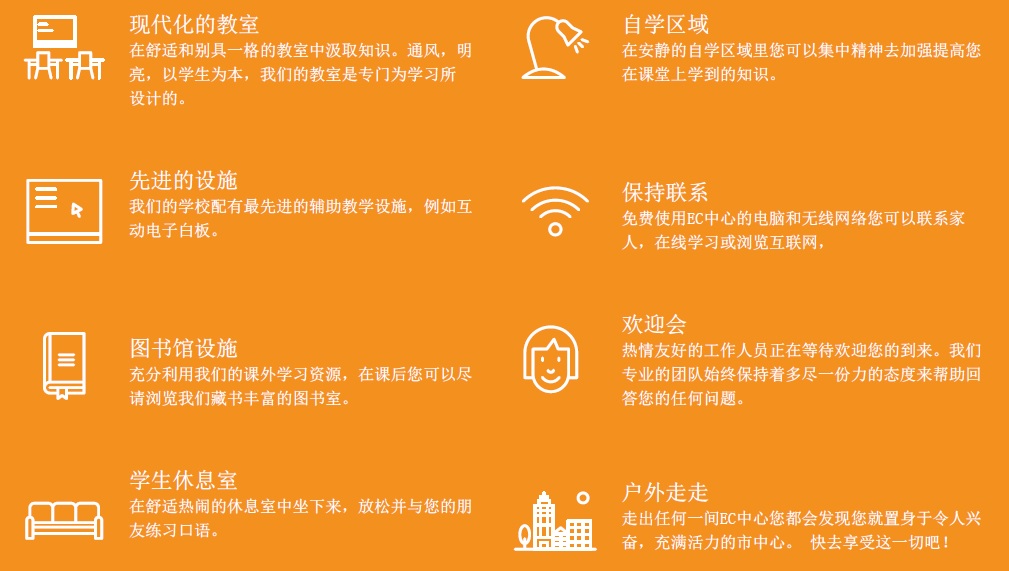 现代化的教室
在舒适和别具一格的教室中汲取知识。通风，明
亮，以学生为本，我们的教室是专门为学习所
设计的。
自学区域
在安静的自学区域里您可以集中精神去加强提高您
在课堂上学到的知识。
先进的设施
我们的学校配有最先进的辅助教学设施，例如互
动电子白板。
保持联系
免费使用EC中心的电脑和无线网络您可以联系家
人，在线学习或浏览互联网，
图书馆设施
充分利用我们的课外学习资源，在课后您可以尽
请浏览我们藏书丰富的图书室。
欢迎会
热情友好的工作人员正在等待欢迎您的到来。我们
专业的团队始终保持着多尽一份力的态度来帮助回
答您的任何问题。
学生休息室
在舒适热闹的休息室中坐下来，放松并与您的朋
友练习口语。
户外走走
走出任何一间EC中心您都会发现您就置身于令人兴
奋，充满活力的市中心。 快去享受这一切吧！